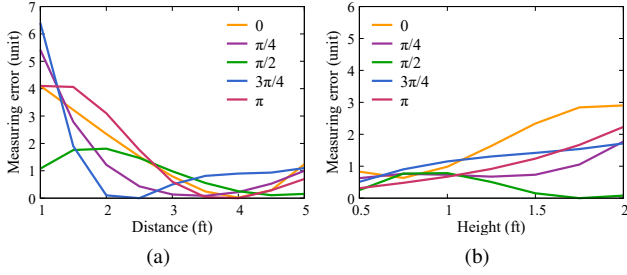 Measuring error (unit)
7
6
5
4
3
2
1
0
1
2
3
4
5
Distance (ft)
0
π/4
π/2
3π/4
π
(a)
Measuring error (unit)
6
5
4
3
2
1
0
0.5
1
1.5
2
Height (ft)
0
π/4
π/2
3π/4
π
(b)